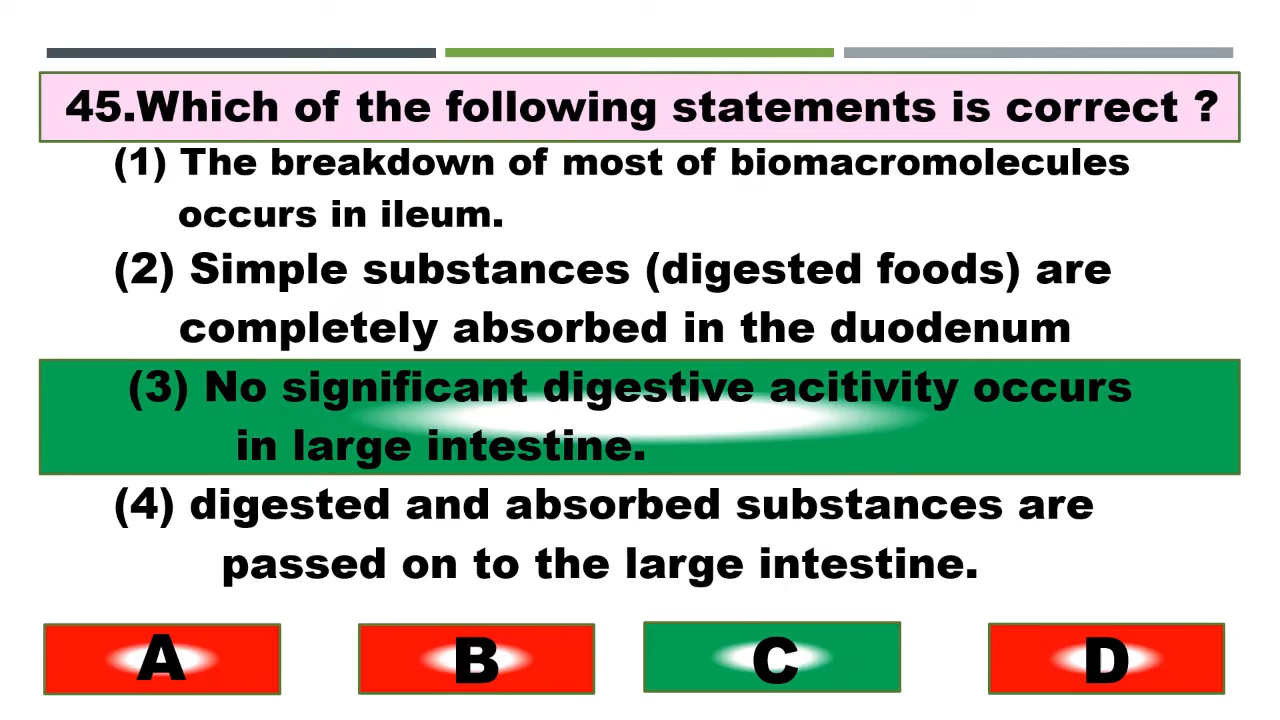 45.Which of the following statements is correct ?
(1) The breakdown of most of biomacromolecules
occurs in ileum.
(2) Simple substances (digested foods) are
completely absorbed in the duodenum
(3) No significant digestive acitivity occurs
in large intestine.
(4) digested and absorbed substances are
passed on to the large intestine.
A B C D